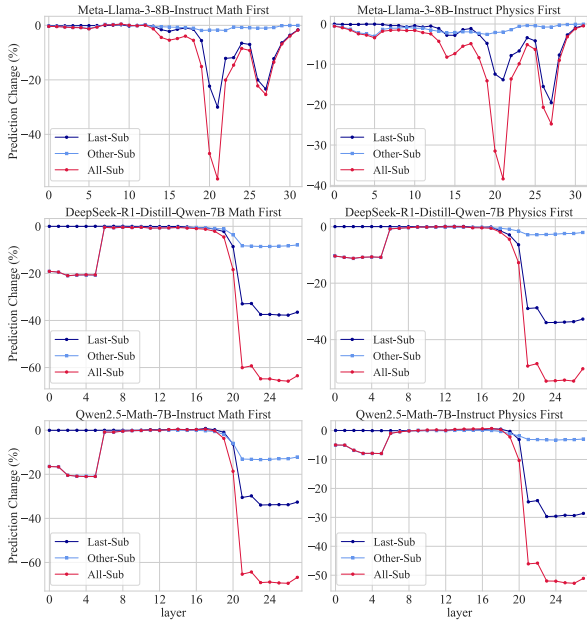 Meta-Llama-3-8B-Instruct Math First
Meta-Llama-3-8B-Instruct Physics First
Prediction Change (%)
0
−20
−40
Last-Sub
Other-Sub
All-Sub
0 5 10 15 20 25 30
0
−10
−20
−30
−40
Last-Sub
Other-Sub
All-Sub
0 5 10 15 20 25 30
DeepSeek-R1-Distill-Qwen-7B Math First
DeepSeek-R1-Distill-Qwen-7B Physics First
Prediction Change (%)
0
−20
−40
−60
Last-Sub
Other-Sub
All-Sub
0 4 8 12 16 20 24
0
−20
−40
Last-Sub
Other-Sub
All-Sub
0 4 8 12 16 20 24
Qwen2.5-Math-7B-Instruct Math First
Qwen2.5-Math-7B-Instruct Physics First
Prediction Change (%)
0
−20
−40
−60
Last-Sub
Other-Sub
All-Sub
0 4 8 12 16 20 24
layer
0
−10
−20
−30
−40
−50
Last-Sub
Other-Sub
All-Sub
0 4 8 12 16 20 24
layer